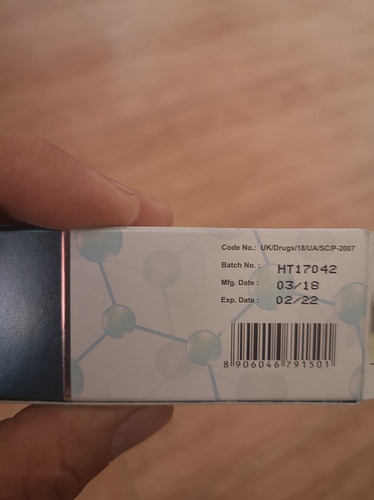 Code No.: UK/Drugs/18/UA/SC/P-2007
Batch No. : HT17042
Mfg. Date : 03/18
Exp. Date : 02/22
8 906046 791501